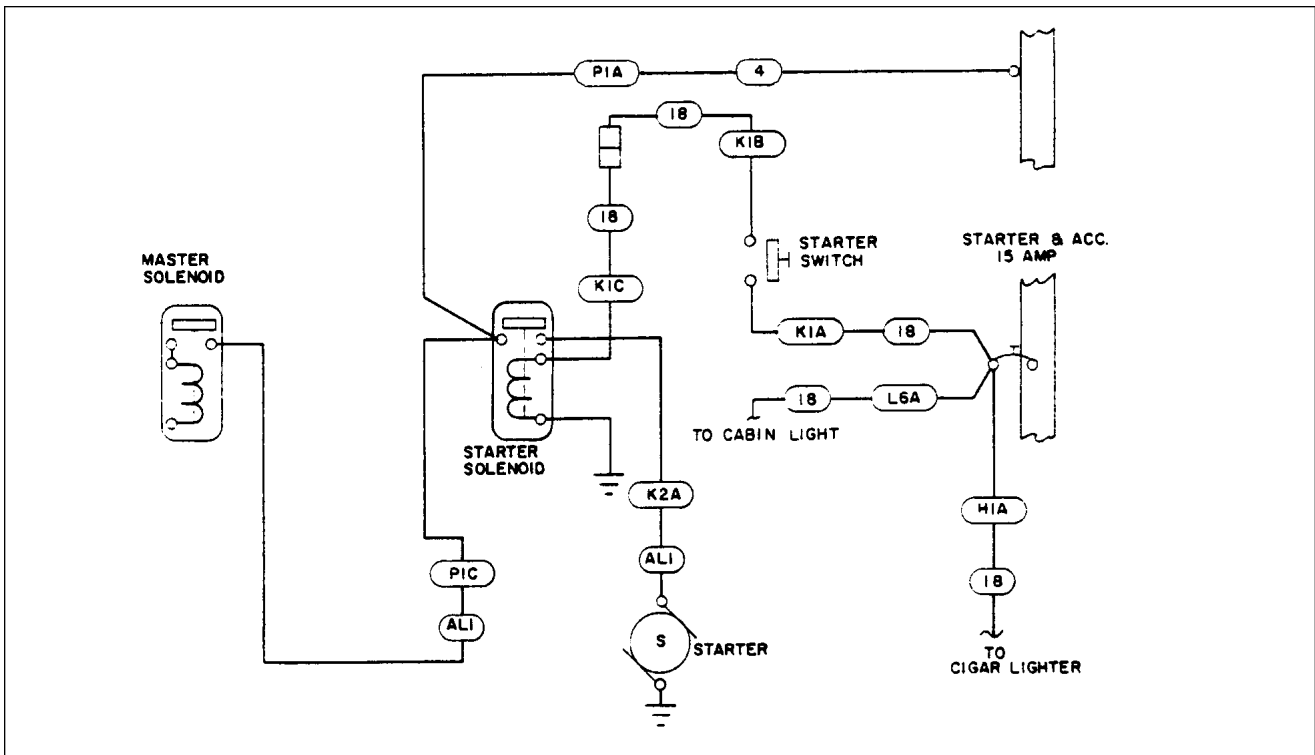 P1A
4
18
K1B
18
K1C
STARTER
SWITCH
STARTER & ACC.
15 AMP
MASTER
SOLENOID
K1A
18
18
L6A
TO CABIN LIGHT
STARTER
SOLENOID
K2A
H1A
AL1
P1C
18
AL1
S
STARTER
TO
CIGAR LIGHTER